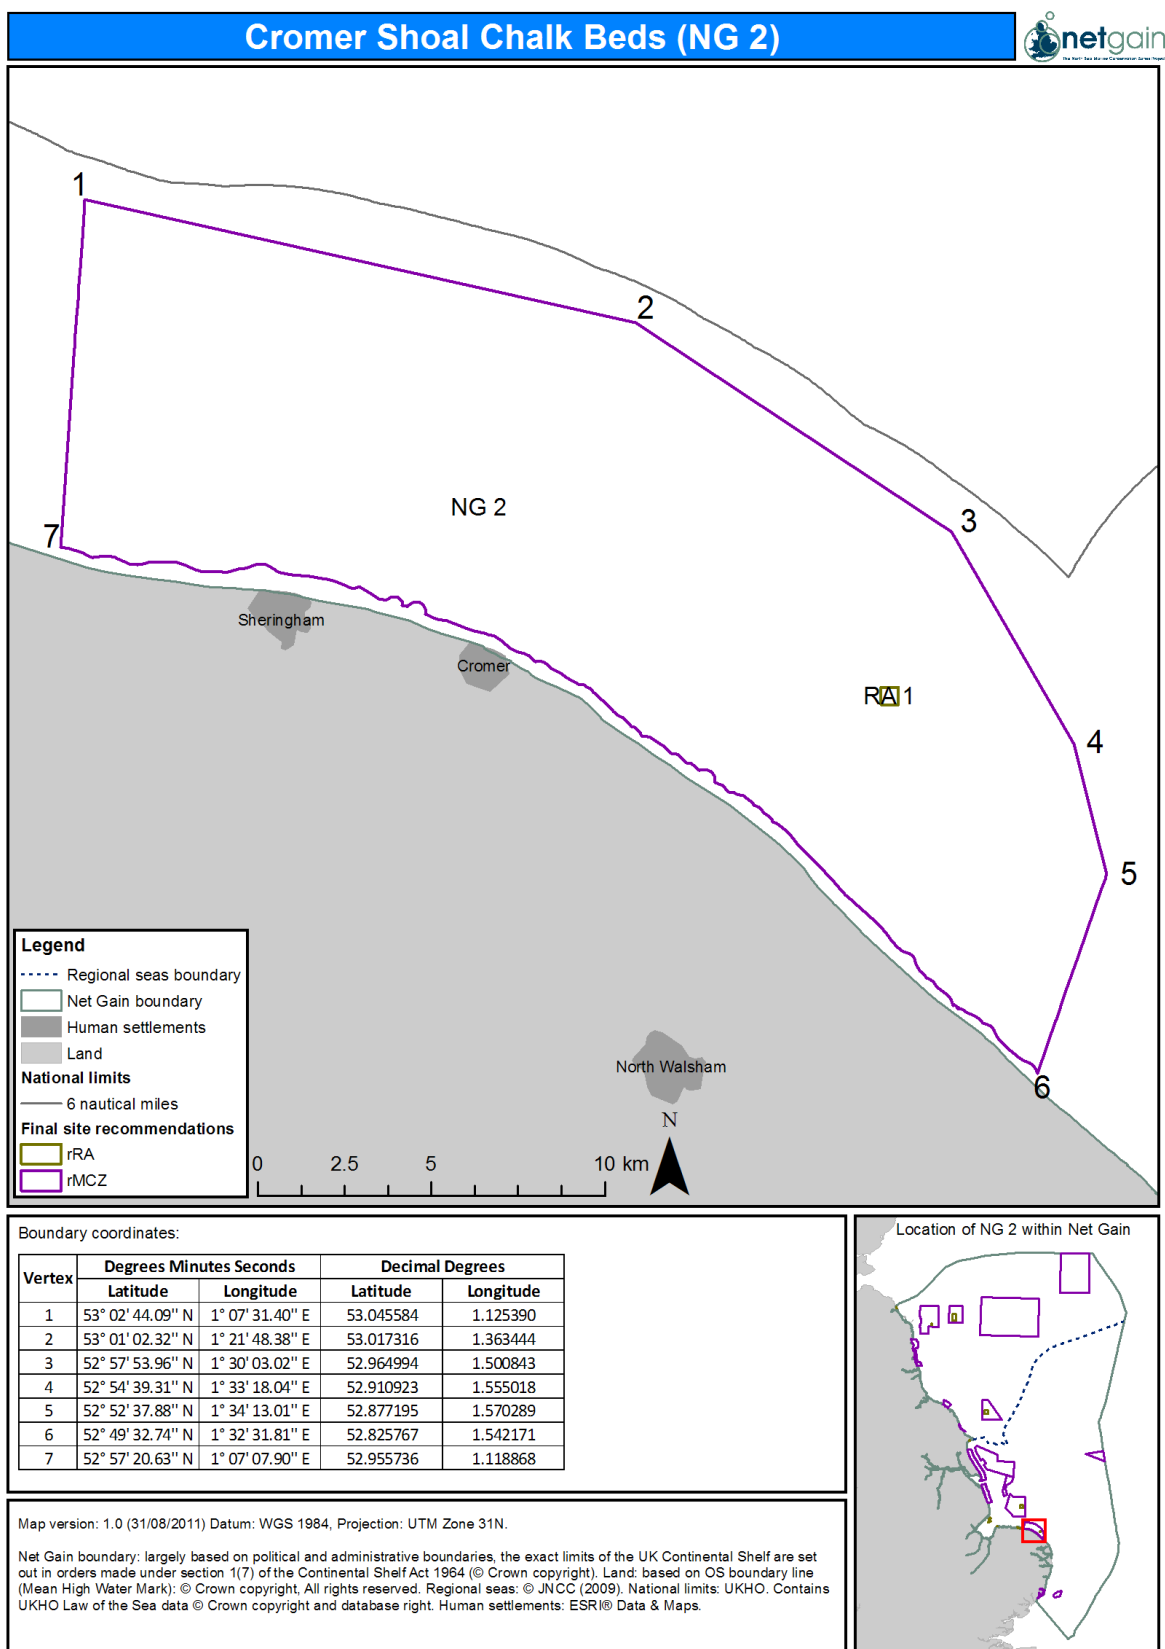 Cromer Shoal Chalk Beds (NG 2)
netgain
The North Sea Marine Conservation Zones Project
1
2
3
NG 2
7
Sheringham
Cromer
RA 1
4
5
6
North Walsham
N
0 2.5 5 10 km
Legend
Regional seas boundary
Net Gain boundary
Human settlements
Land
National limits
6 nautical miles
Final site recommendations
rRA
rMCZ
Boundary coordinates:
Vertex Degrees Minutes Seconds Decimal Degrees
Latitude Longitude Latitude Longitude
1 53° 02' 44.09'' N 1° 07' 31.40'' E 53.045584 1.125390
2 53° 01' 02.32'' N 1° 21' 48.38'' E 53.017316 1.363444
3 52° 57' 53.96'' N 1° 30' 03.02'' E 52.964994 1.500843
4 52° 54' 39.31'' N 1° 33' 18.04'' E 52.910923 1.555018
5 52° 52' 37.88'' N 1° 34' 13.01'' E 52.877195 1.570289
6 52° 49' 32.74'' N 1° 32' 31.81'' E 52.825767 1.542171
7 52° 57' 20.63'' N 1° 07' 07.90'' E 52.955736 1.118868
Location of NG 2 within Net Gain
Map version: 1.0 (31/08/2011) Datum: WGS 1984, Projection: UTM Zone 31N.
Net Gain boundary: largely based on political and administrative boundaries, the exact limits of the UK Continental Shelf are set
out in orders made under section 1(7) of the Continental Shelf Act 1964 (© Crown copyright). Land: based on OS boundary line
(Mean High Water Mark): © Crown copyright, All rights reserved. Regional seas: © JNCC (2009). National limits: UKHO. Contains
UKHO Law of the Sea data © Crown copyright and database right. Human settlements: ESRI® Data & Maps.